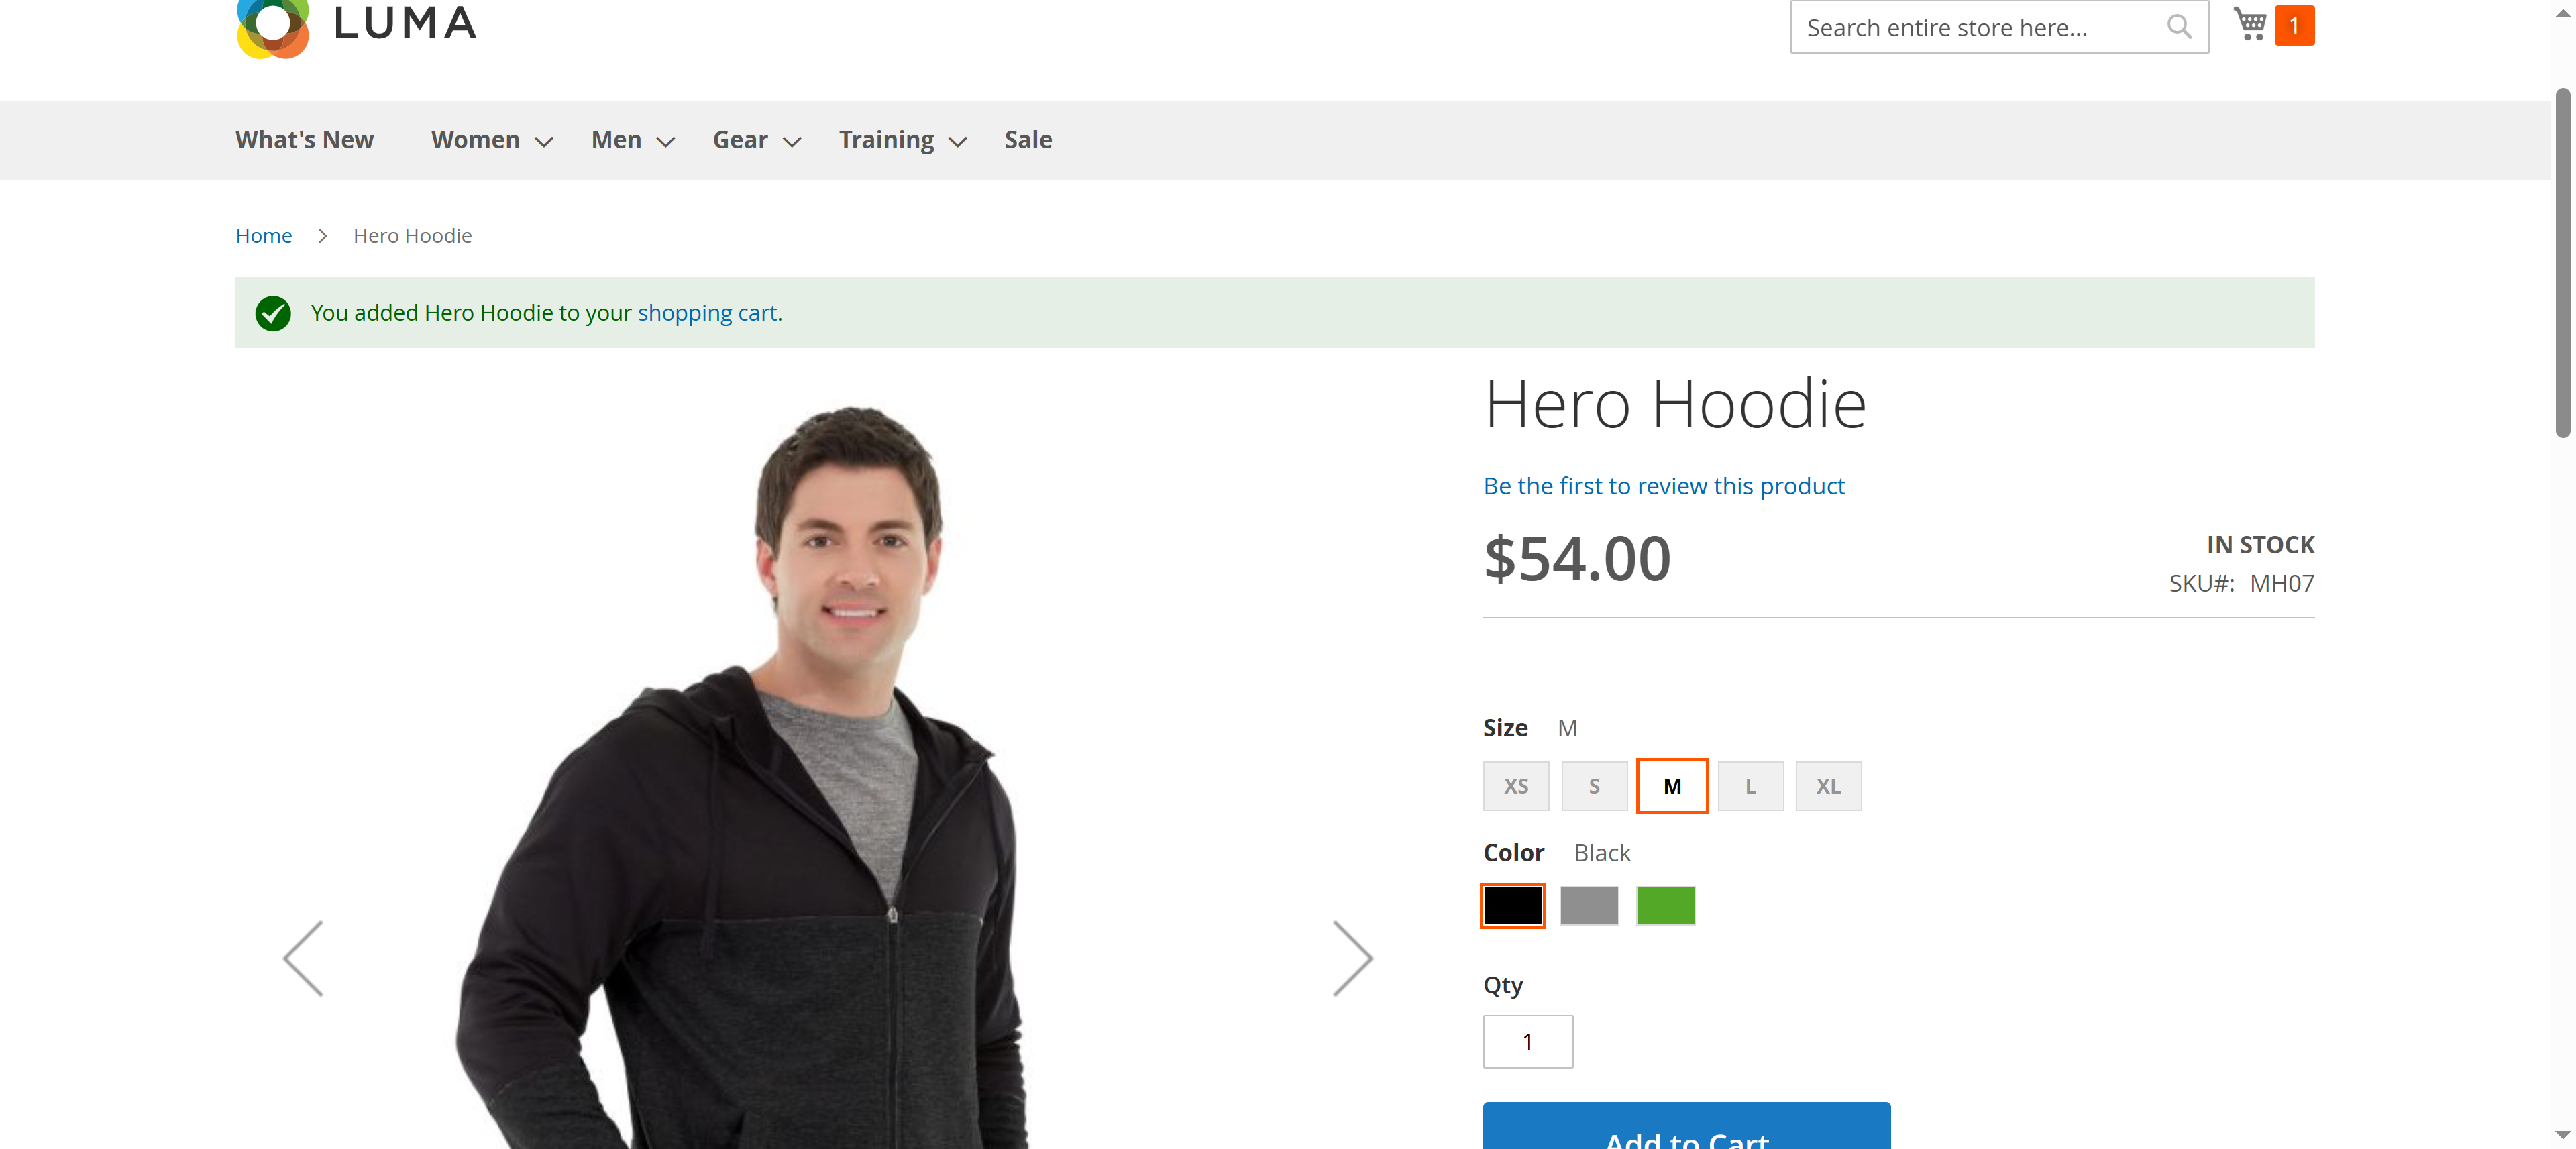 LUMA
Search entire store here...
1
What's New Women Men Gear Training Sale
Home > Hero Hoodie
You added Hero Hoodie to your shopping cart.
Hero Hoodie
Be the first to review this product
$54.00
IN STOCK
SKU#: MH07
Size M
XS S M L XL
Color Black
Qty
1
Add to Cart